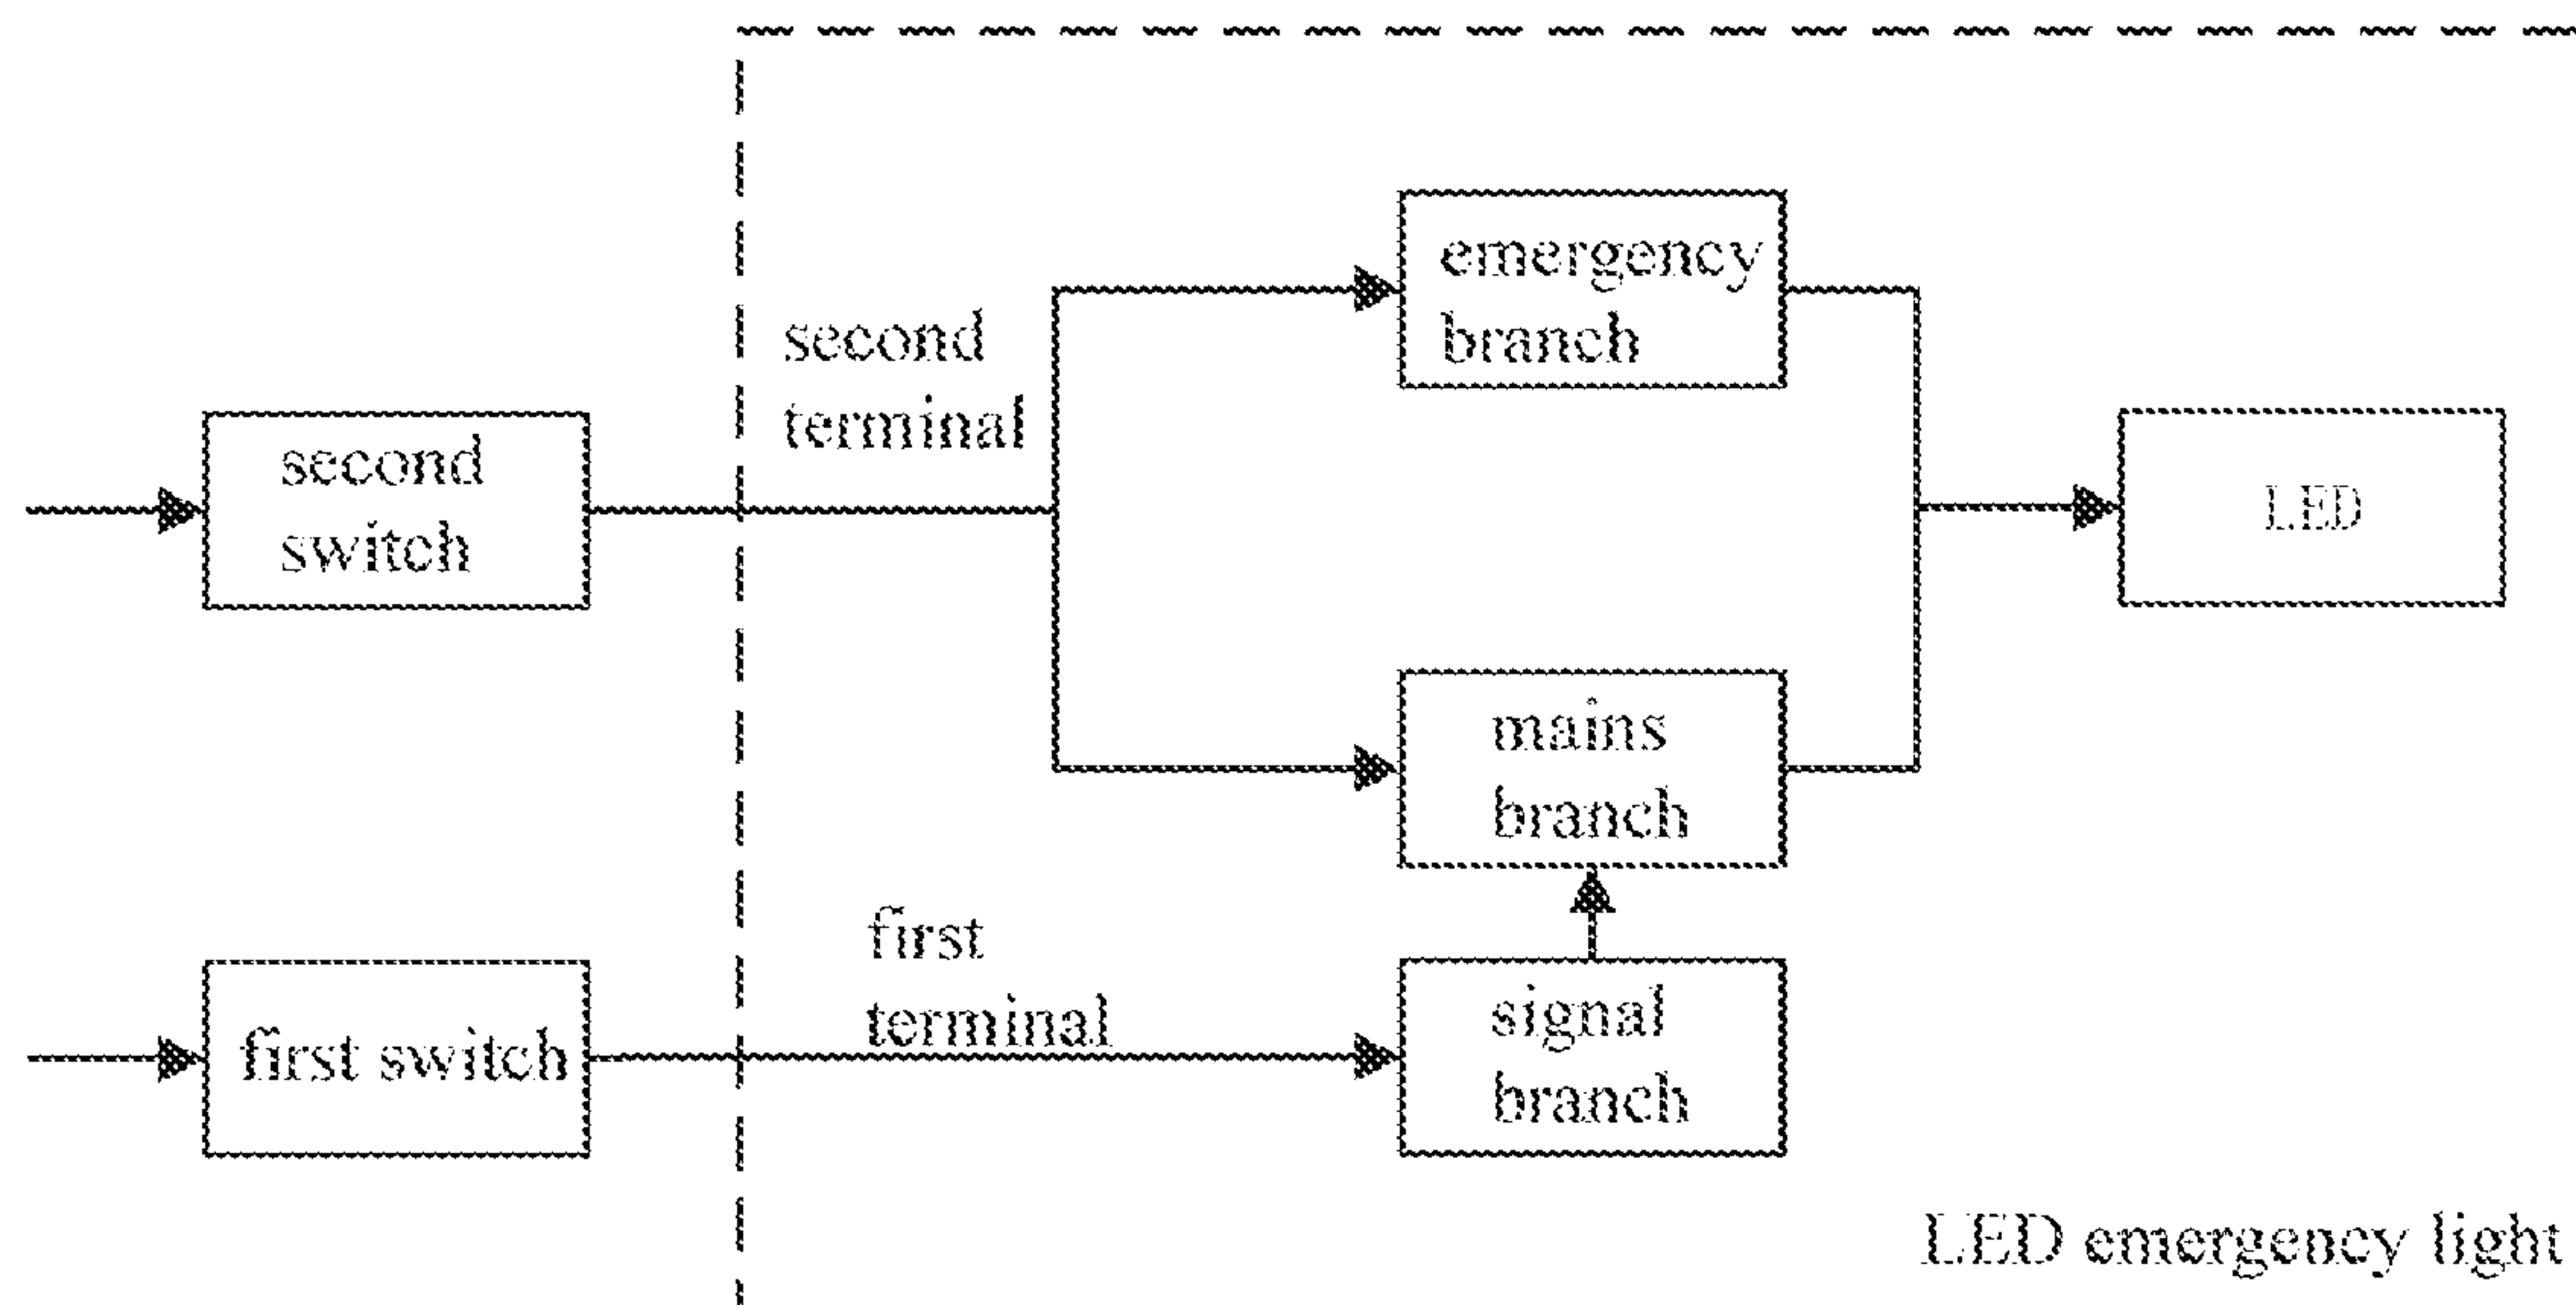 emergency
branch
second
terminal
second
switch
LED
mains
branch
first
terminal
first switch
signal
branch
LED emergency light